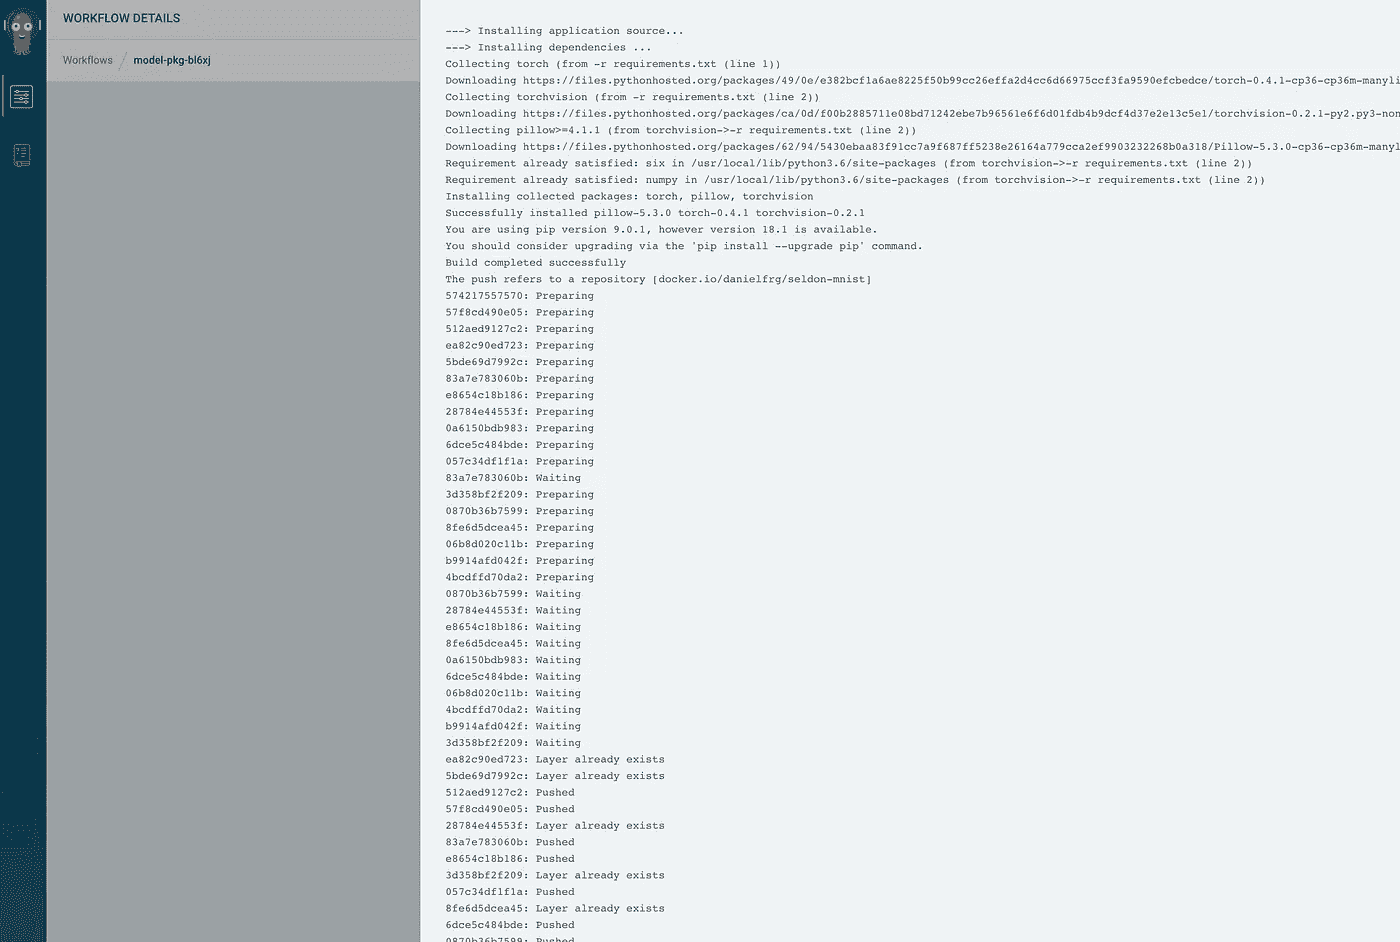 WORKFLOW DETAILS
Workflows / model-pkg-bl6xj
---> Installing application source...
---> Installing dependencies ...
Collecting torch (from -r requirements.txt (line 1))
Downloading https://files.pythonhosted.org/packages/49/0e/e382bcf1a6ae8225f50b99cc26effa2d4cc6d66975ccf3fa9590efcbedce/torch-0.4.1-cp36-cp36m-manyli
Collecting torchvision (from -r requirements.txt (line 2))
Downloading https://files.pythonhosted.org/packages/ca/0d/f00b2885711e08bd71242ebe7b96561e6f6d01fdb4b9dcf4d37e2e13c5e1/torchvision-0.2.1-py2.py3-non
Collecting pillow>=4.1.1 (from torchvision->-r requirements.txt (line 2))
Downloading https://files.pythonhosted.org/packages/62/94/5430ebaa83f91cc7a9f687ff5238e26164a779cca2ef9903232268b0a318/Pillow-5.3.0-cp36-cp36m-manyl
Requirement already satisfied: six in /usr/local/lib/python3.6/site-packages (from torchvision->-r requirements.txt (line 2))
Requirement already satisfied: numpy in /usr/local/lib/python3.6/site-packages (from torchvision->-r requirements.txt (line 2))
Installing collected packages: torch, pillow, torchvision
Successfully installed pillow-5.3.0 torch-0.4.1 torchvision-0.2.1
You are using pip version 9.0.1, however version 18.1 is available.
You should consider upgrading via the 'pip install --upgrade pip' command.
Build completed successfully
The push refers to a repository [docker.io/danielfrg/seldon-mnist]
574217557570: Preparing
57f8cd490e05: Preparing
512aed9127c2: Preparing
ea82c90ed723: Preparing
5bde69d7992c: Preparing
83a7e783060b: Preparing
e8654c18b186: Preparing
28784e44553f: Preparing
0a6150bdb983: Preparing
6dce5c484bde: Preparing
057c34df1f1a: Preparing
83a7e783060b: Waiting
3d358bf2f209: Preparing
0870b36b7599: Preparing
8fe6d5dcea45: Preparing
06b8d020c11b: Preparing
b9914afd042f: Preparing
4bcdffd70da2: Preparing
0870b36b7599: Waiting
28784e44553f: Waiting
e8654c18b186: Waiting
8fe6d5dcea45: Waiting
0a6150bdb983: Waiting
6dce5c484bde: Waiting
06b8d020c11b: Waiting
4bcdffd70da2: Waiting
b9914afd042f: Waiting
3d358bf2f209: Waiting
ea82c90ed723: Layer already exists
5bde69d7992c: Layer already exists
512aed9127c2: Pushed
57f8cd490e05: Pushed
28784e44553f: Layer already exists
83a7e783060b: Pushed
e8654c18b186: Pushed
3d358bf2f209: Layer already exists
057c34df1f1a: Pushed
8fe6d5dcea45: Layer already exists
6dce5c484bde: Pushed
0870b36b7599: Pushed